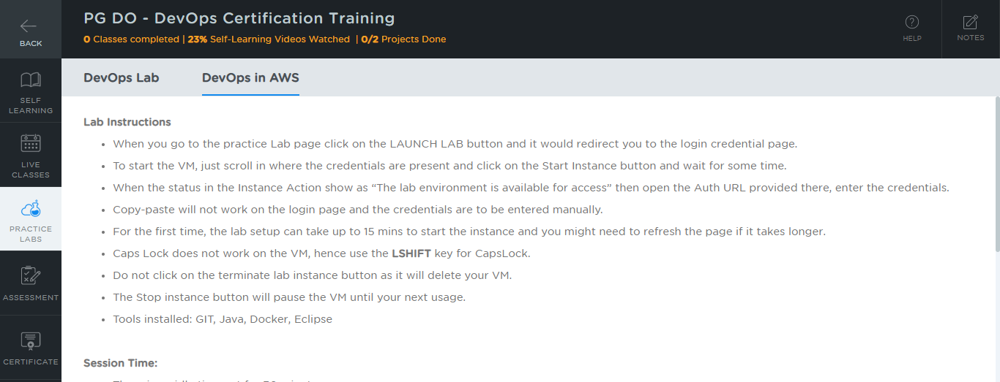 BACK
PG DO - DevOps Certification Training
0 Classes completed | 23% Self-Learning Videos Watched | 0/2 Projects Done
HELP
NOTES
SELF
LEARNING
LIVE
CLASSES
PRACTICE
LABS
ASSESSMENT
CERTIFICATE
DevOps Lab
DevOps in AWS
Lab Instructions
• When you go to the practice Lab page click on the LAUNCH LAB button and it would redirect you to the login credential page.
• To start the VM, just scroll in where the credentials are present and click on the Start Instance button and wait for some time.
• When the status in the Instance Action show as “The lab environment is available for access” then open the Auth URL provided there, enter the credentials.
• Copy-paste will not work on the login page and the credentials are to be entered manually.
• For the first time, the lab setup can take up to 15 mins to start the instance and you might need to refresh the page if it takes longer.
• Caps Lock does not work on the VM, hence use the LSHIFT key for CapsLock.
• Do not click on the terminate lab instance button as it will delete your VM.
• The Stop instance button will pause the VM until your next usage.
• Tools installed: GIT, Java, Docker, Eclipse
Session Time: